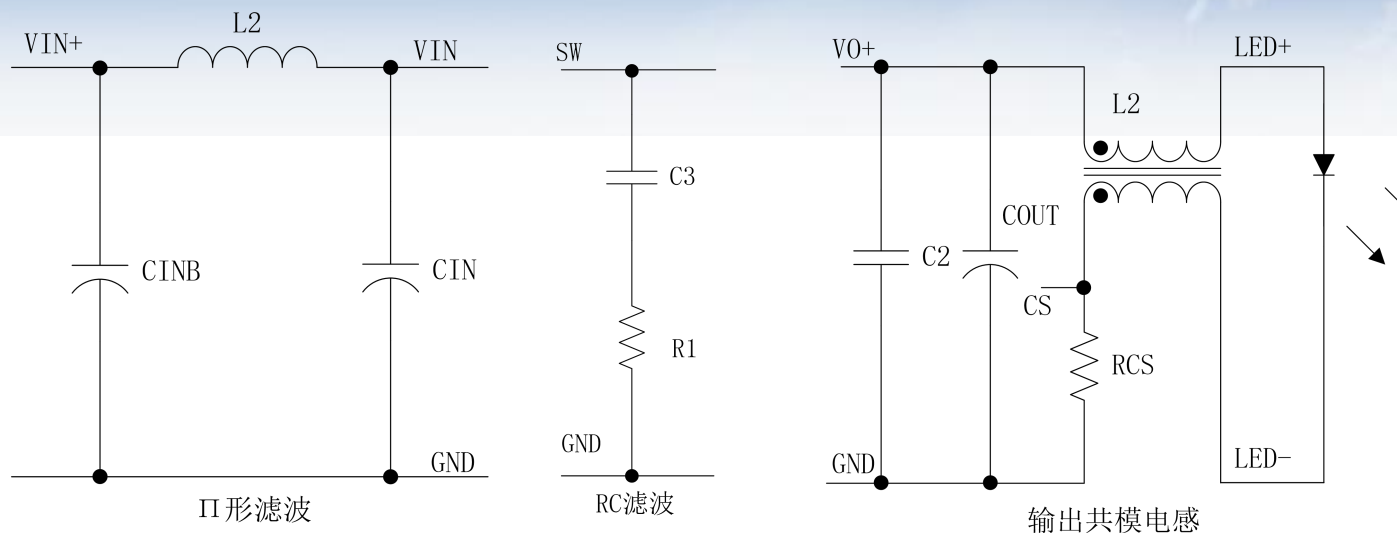 VIN+
L2
VIN
CINB
CIN
GND
Π形滤波
SW
C3
R1
GND
RC滤波
VO+
LED+
L2
COUT
C2
CS
RCS
GND
LED-
输出共模电感